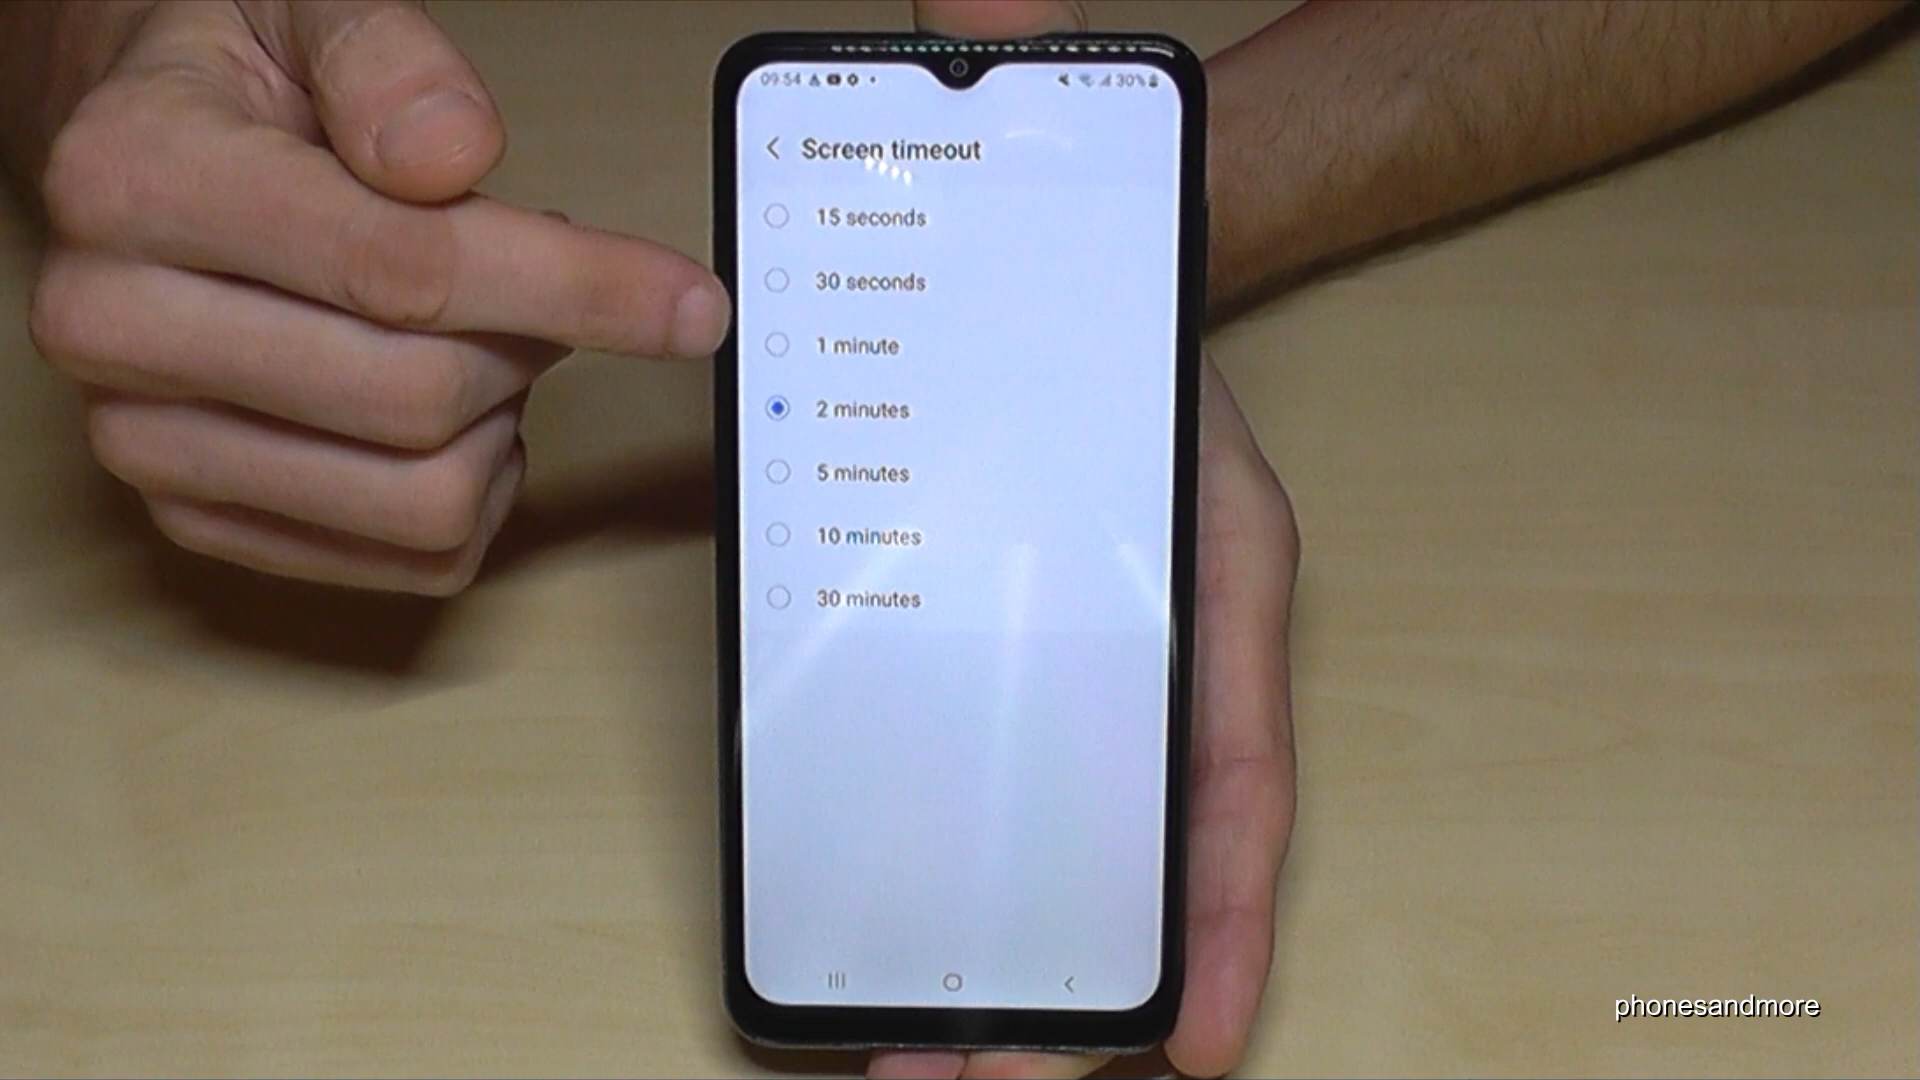 09:54 30%
Screen timeout
15 seconds
30 seconds
1 minute
2 minutes
5 minutes
10 minutes
30 minutes
phonesandmore